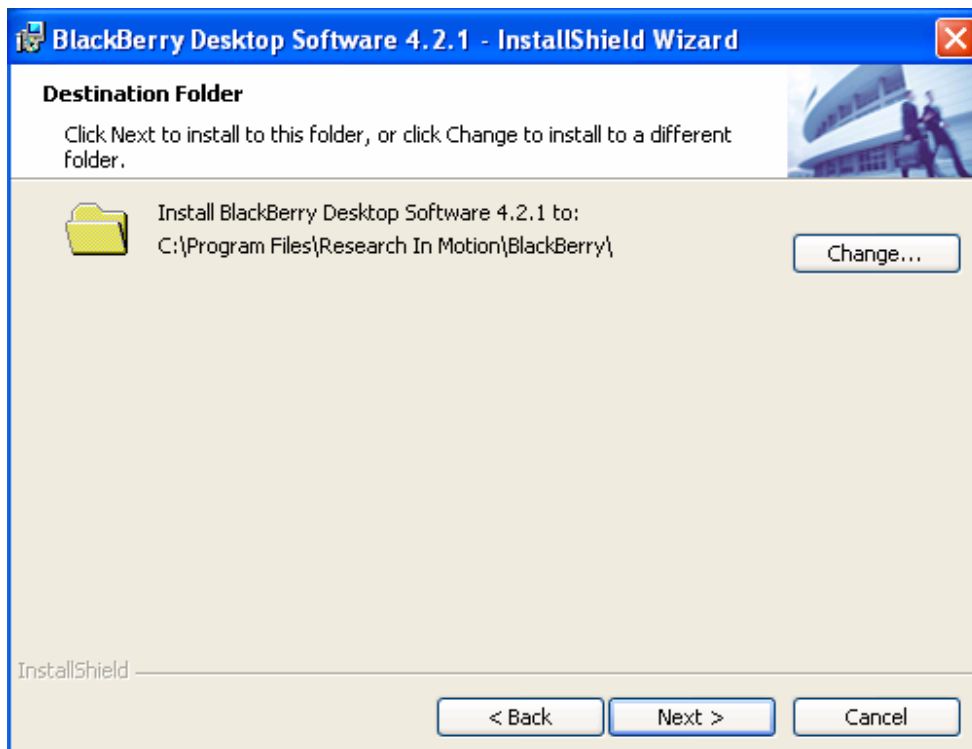 BlackBerry Desktop Software 4.2.1 - InstallShield Wizard
Destination Folder
Click Next to install to this folder, or click Change to install to a different
folder.
Install BlackBerry Desktop Software 4.2.1 to:
C:\Program Files\Research In Motion\BlackBerry\
Change...
InstallShield
< Back
Next >
Cancel